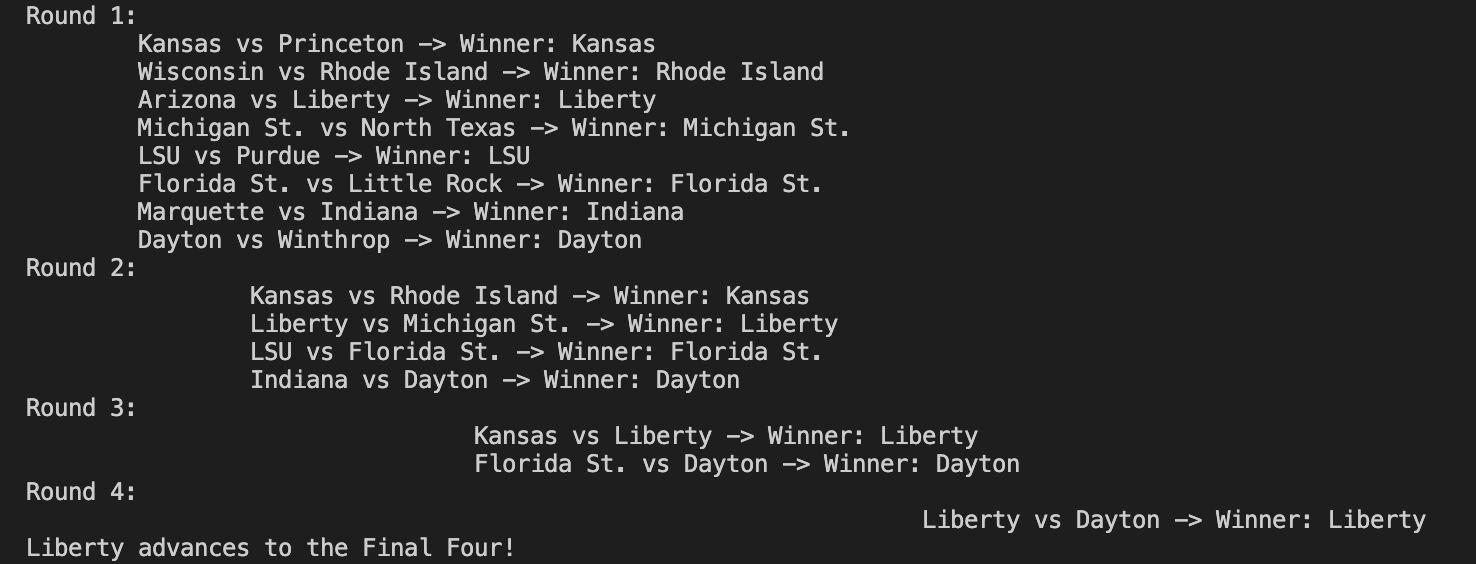 Round 1:
Kansas vs Princeton -> Winner: Kansas
Wisconsin vs Rhode Island -> Winner: Rhode Island
Arizona vs Liberty -> Winner: Liberty
Michigan St. vs North Texas -> Winner: Michigan St.
LSU vs Purdue -> Winner: LSU
Florida St. vs Little Rock -> Winner: Florida St.
Marquette vs Indiana -> Winner: Indiana
Dayton vs Winthrop -> Winner: Dayton
Round 2:
Kansas vs Rhode Island -> Winner: Kansas
Liberty vs Michigan St. -> Winner: Liberty
LSU vs Florida St. -> Winner: Florida St.
Indiana vs Dayton -> Winner: Dayton
Round 3:
Kansas vs Liberty -> Winner: Liberty
Florida St. vs Dayton -> Winner: Dayton
Round 4:
Liberty vs Dayton -> Winner: Liberty
Liberty advances to the Final Four!